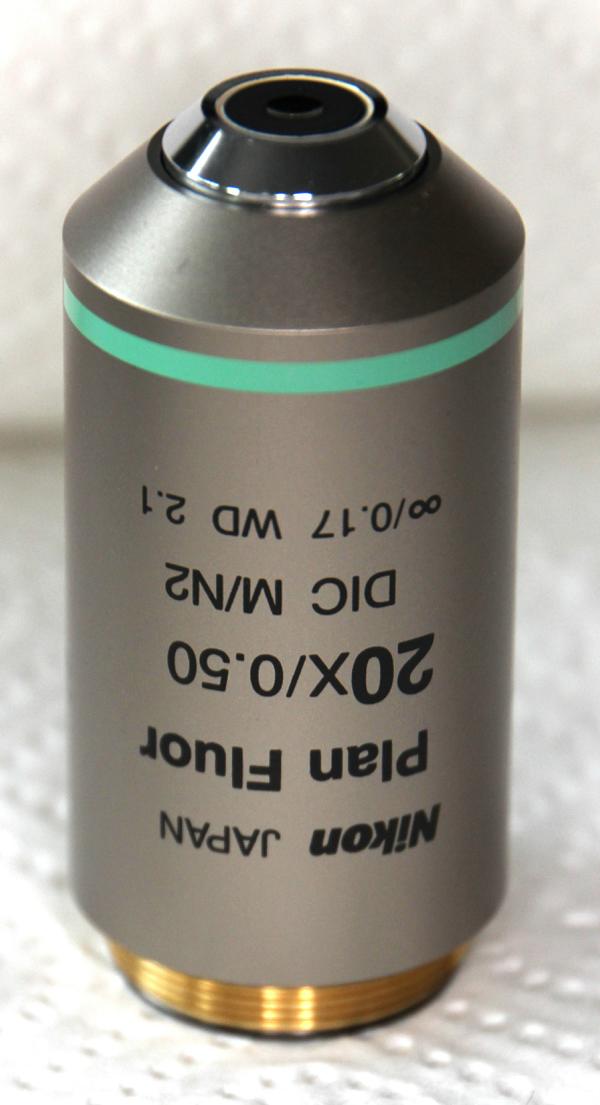 Nikon JAPAN
Plan Fluor
20x/0.50
DIC M/N2
∞/0.17 WD 2.1